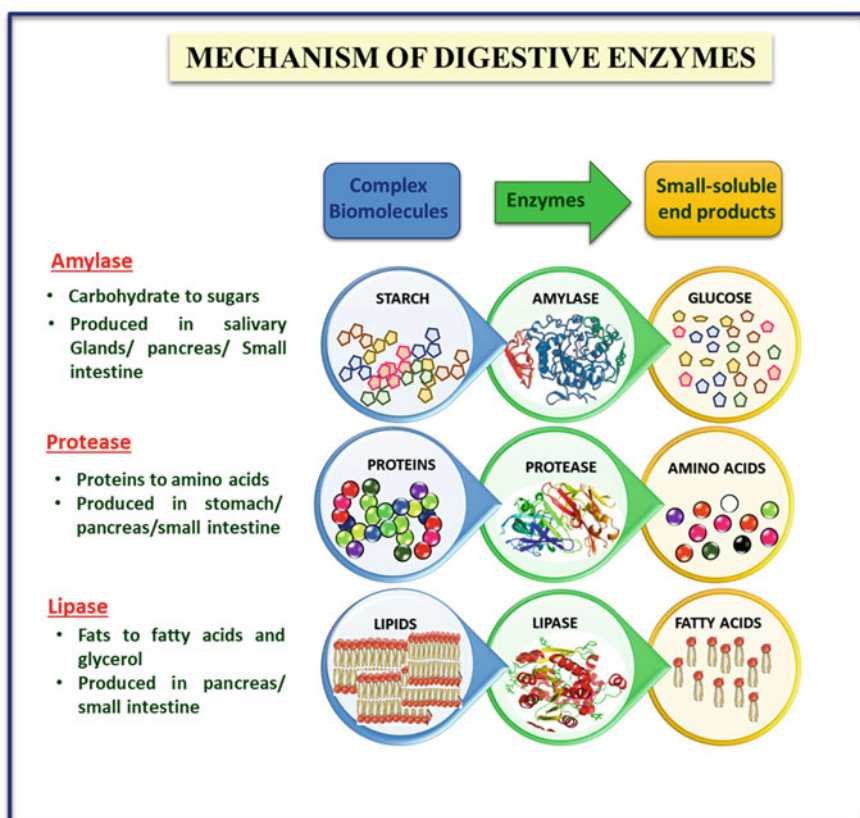 MECHANISM OF DIGESTIVE ENZYMES
Complex
Biomolecules
Enzymes
Small-soluble
end products
Amylase
• Carbohydrate to sugars
• Produced in salivary
Glands/ pancreas/ Small
intestine
STARCH
AMYLASE
GLUCOSE
Protease
• Proteins to amino acids
• Produced in stomach/
pancreas/small intestine
PROTEINS
PROTEASE
AMINO ACIDS
Lipase
• Fats to fatty acids and
glycerol
• Produced in pancreas/
small intestine
LIPIDS
LIPASE
FATTY ACIDS